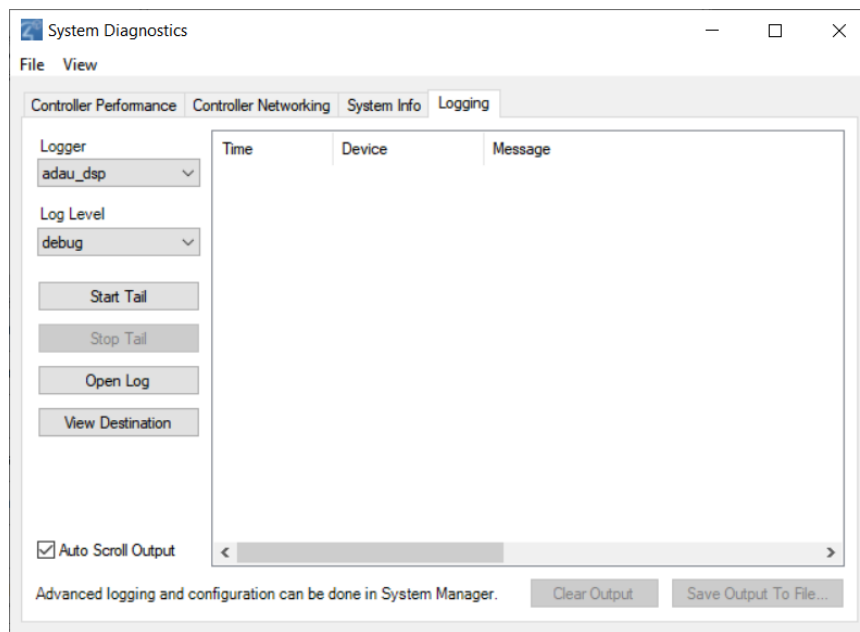 System Diagnostics
File View
Controller Performance Controller Networking System Info Logging
Logger
adau_dsp
Log Level
debug
Start Tail
Stop Tail
Open Log
View Destination
Auto Scroll Output
Time Device Message
Advanced logging and configuration can be done in System Manager.
Clear Output Save Output To File...